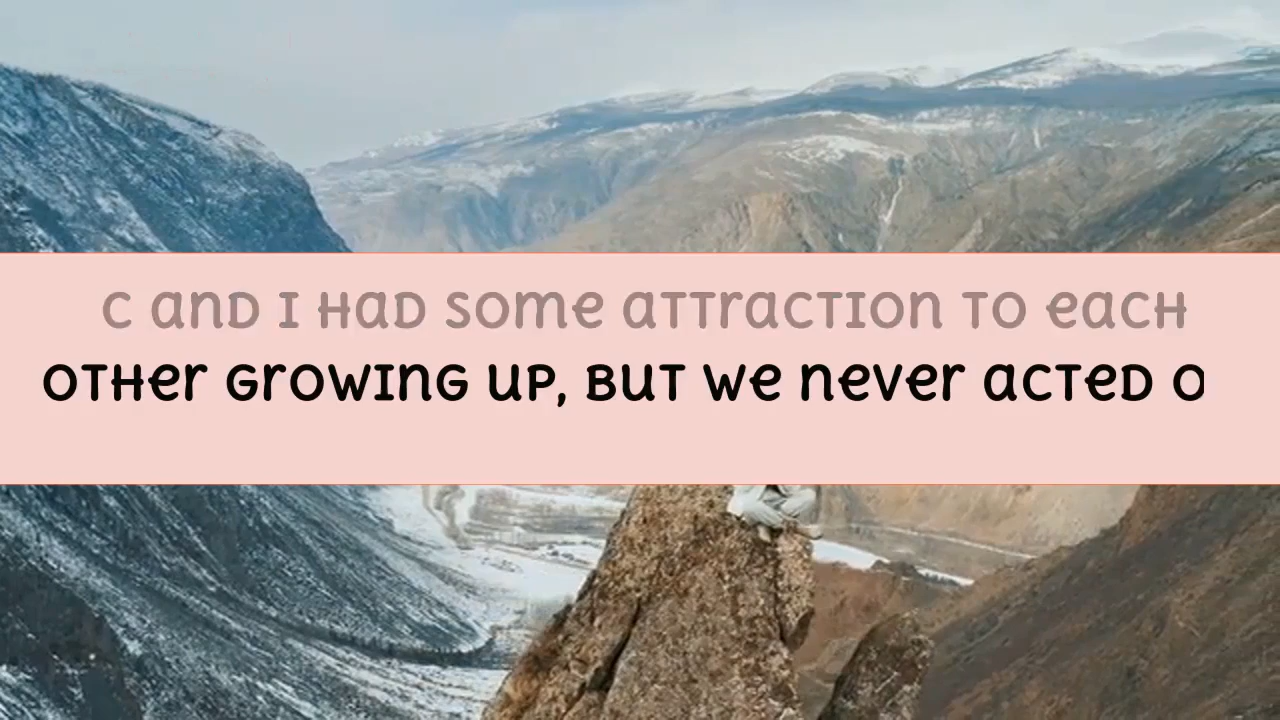 C and I had some attraction to each
other growing up, but we never acted o